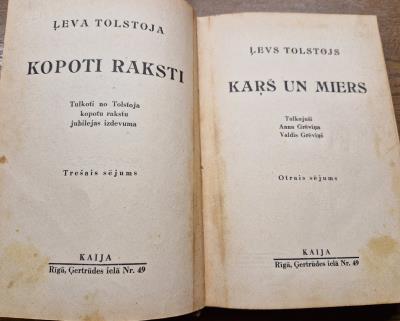 ĻEVA TOLSTOJA
KOPOTI RAKSTI
Tulkoti no Tolstoja
kopotu rakstu
jubilejas izdevuma
Trešais sējums
KAIJA
Rīgā, Ģertrūdes ielā Nr. 49
ĻEVS TOLSTOJS
KAŖŠ UN MIERS
Tulkojuši
Anna Grēviņa
Valdis Grēviņš
Otrais sējums
KAIJA
Rīgā, Ģertrūdes ielā Nr. 49